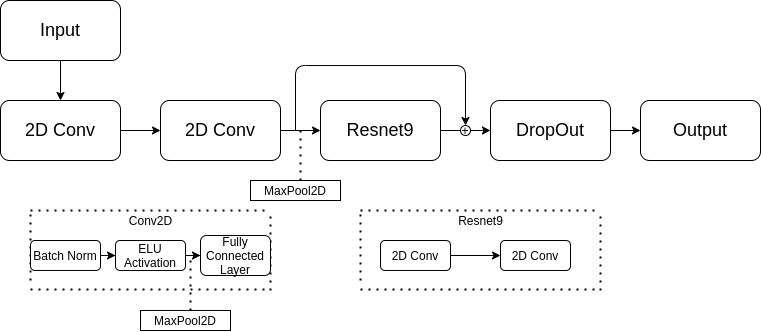 Input
2D Conv
2D Conv
Resnet9
+
DropOut
Output
MaxPool2D
Conv2D
Batch Norm
ELU
Activation
Fully
Connected
Layer
MaxPool2D
Resnet9
2D Conv
2D Conv